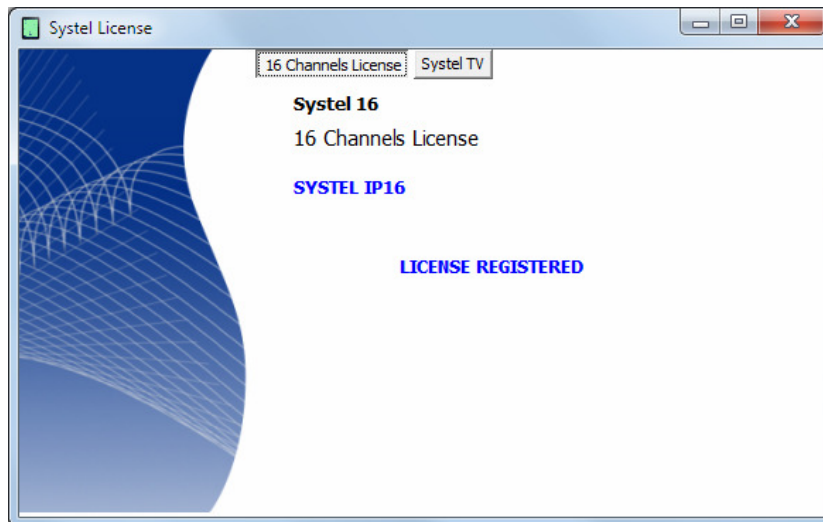 Systel License
16 Channels License Systel TV
Systel 16
16 Channels License
SYSTEL IP16
LICENSE REGISTERED